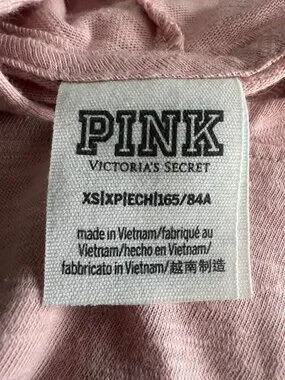 PINK
VICTORIA'S SECRET
XS|XP|ECH|165/84A
made in Vietnam/fabriqué au
Vietnam/hecho en Vietnam/
fabbricato in Vietnam/越南制造